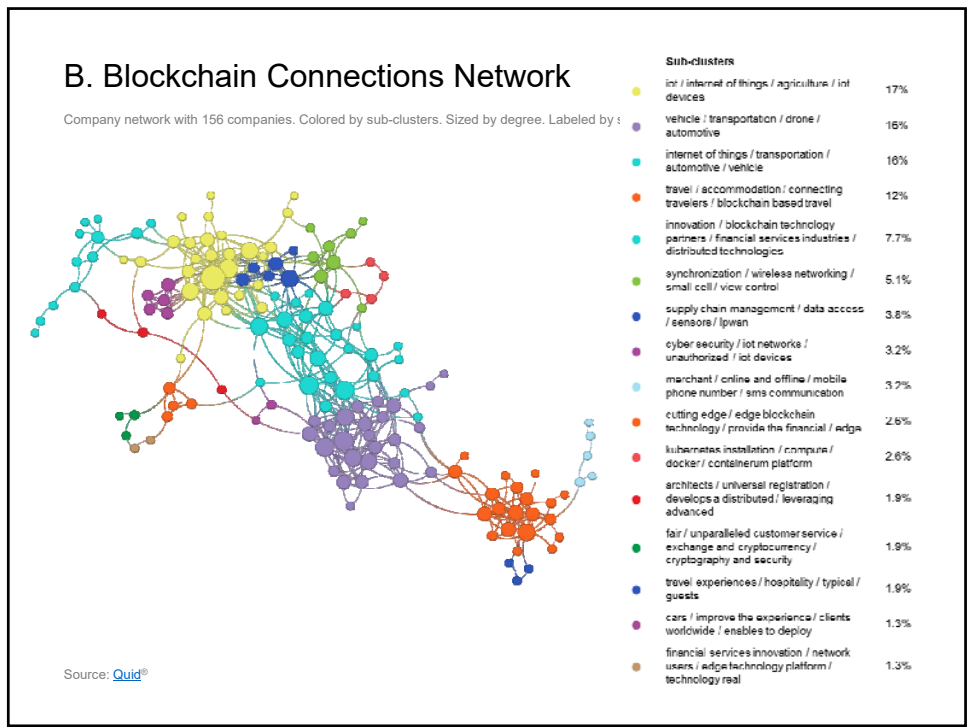 B. Blockchain Connections Network
Company network with 156 companies. Colored by sub-clusters. Sized by degree. Labeled by
Sub-clusters
iot / internet of things / agriculture / iot
devices
17%
vehicle / transportation / drone /
automotive
16%
internet of things / transportation /
automotive / vehicle
16%
travel / accommodation / connecting
travelers / blockchain based travel
12%
innovation / blockchain technology
partners / financial services industries /
distributed technologies
7.7%
synchronization / wireless networking /
small cell / view control
5.1%
supply chain management / data access
/ sensors / lpwan
3.8%
cyber security / iot networks /
unauthorized / iot devices
3.2%
merchant / online and offline / mobile
phone number / sms communication
3.2%
cutting edge / edge blockchain
technology / provide the financial / edge
2.6%
kubernetes installation / compute /
docker / containerum platform
2.6%
architects / universal registration /
develops a distributed / leveraging
advanced
1.9%
fair / unparalleled customer service /
exchange and cryptocurrency /
cryptography and security
1.9%
travel experiences / hospitality / typical /
guests
1.9%
cars / improve the experience / clients
worldwide / enables to deploy
1.3%
financial services innovation / network
users / edge technology platform /
technology real
1.3%
Source: Quid®